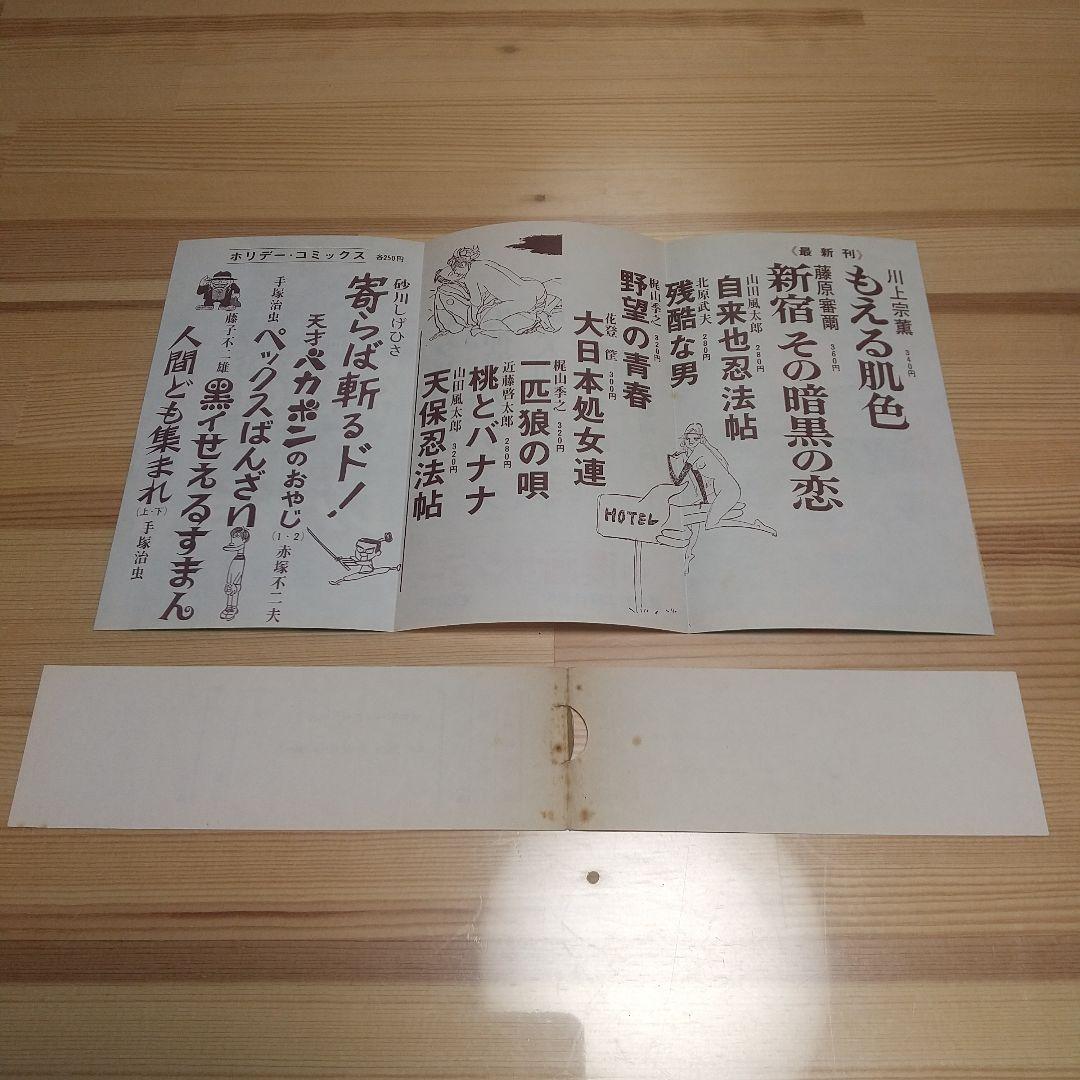 《最新刊》
川上宗薫
もえる肌色 340円
藤原審爾
新宿 その暗黒の恋 360円
山田風太郎
自来也忍法帖 280円
北原武夫
残酷な男 280円
梶山季之
野望の青春 320円
花登筐
大日本処女連 300円
梶山季之
一匹狼の唄 320円
近藤啓太郎
桃とバナナ 280円
山田風太郎
天保忍法帖 320円
HOTEL
ホリデー・コミックス 各250円
砂川しげひさ
寄らば斬るド!
天才バカボンのおやじ (1・2) 赤塚不二夫
手塚治虫
ペックスばんざい
藤子不二雄
黒イせえるすまん
人間ども集まれ (上・下) 手塚治虫